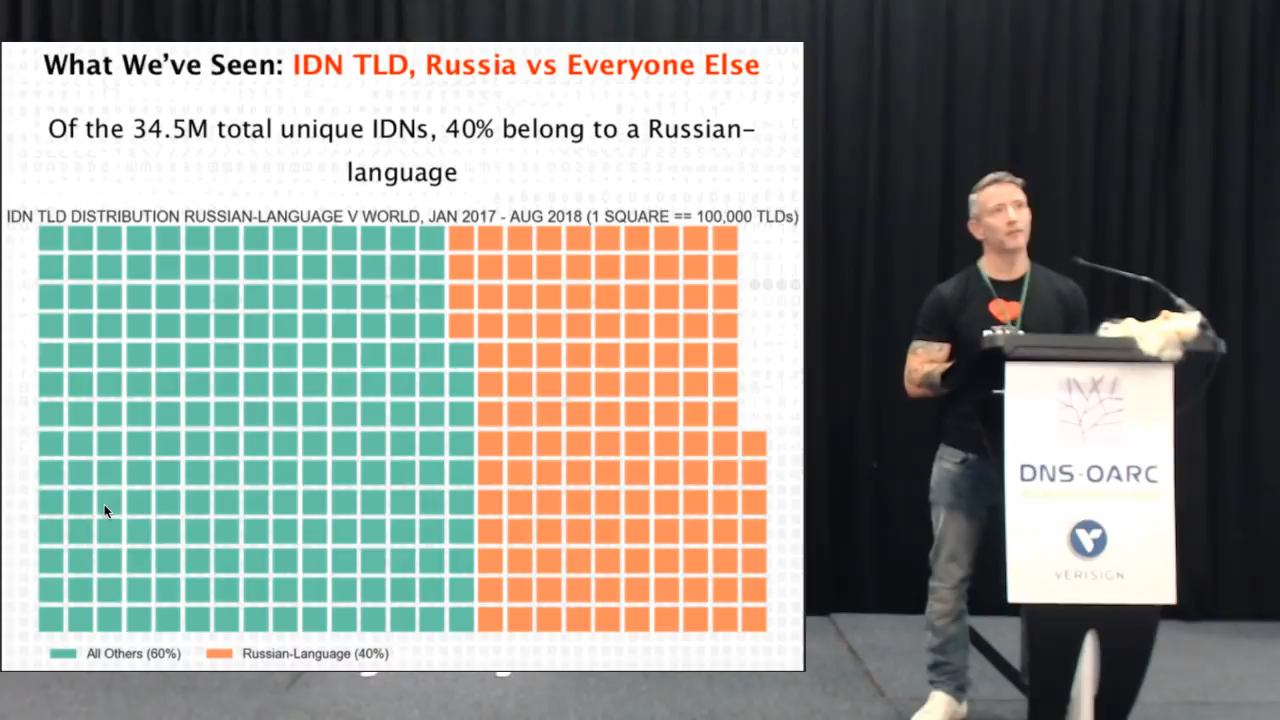 What We've Seen: IDN TLD, Russia vs Everyone Else
Of the 34.5M total unique IDNs, 40% belong to a Russian-
language
IDN TLD DISTRIBUTION RUSSIAN-LANGUAGE V WORLD, JAN 2017 - AUG 2018 (1 SQUARE == 100,000 TLDs)
All Others (60%)
Russian-Language (40%)
DNS-OARC
VERISIGN